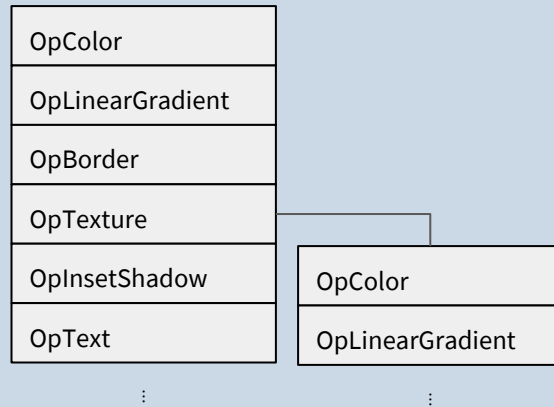 OpColor
OpLinearGradient
OpBorder
OpTexture
OpInsetShadow
OpText
⋮
OpColor
OpLinearGradient
⋮